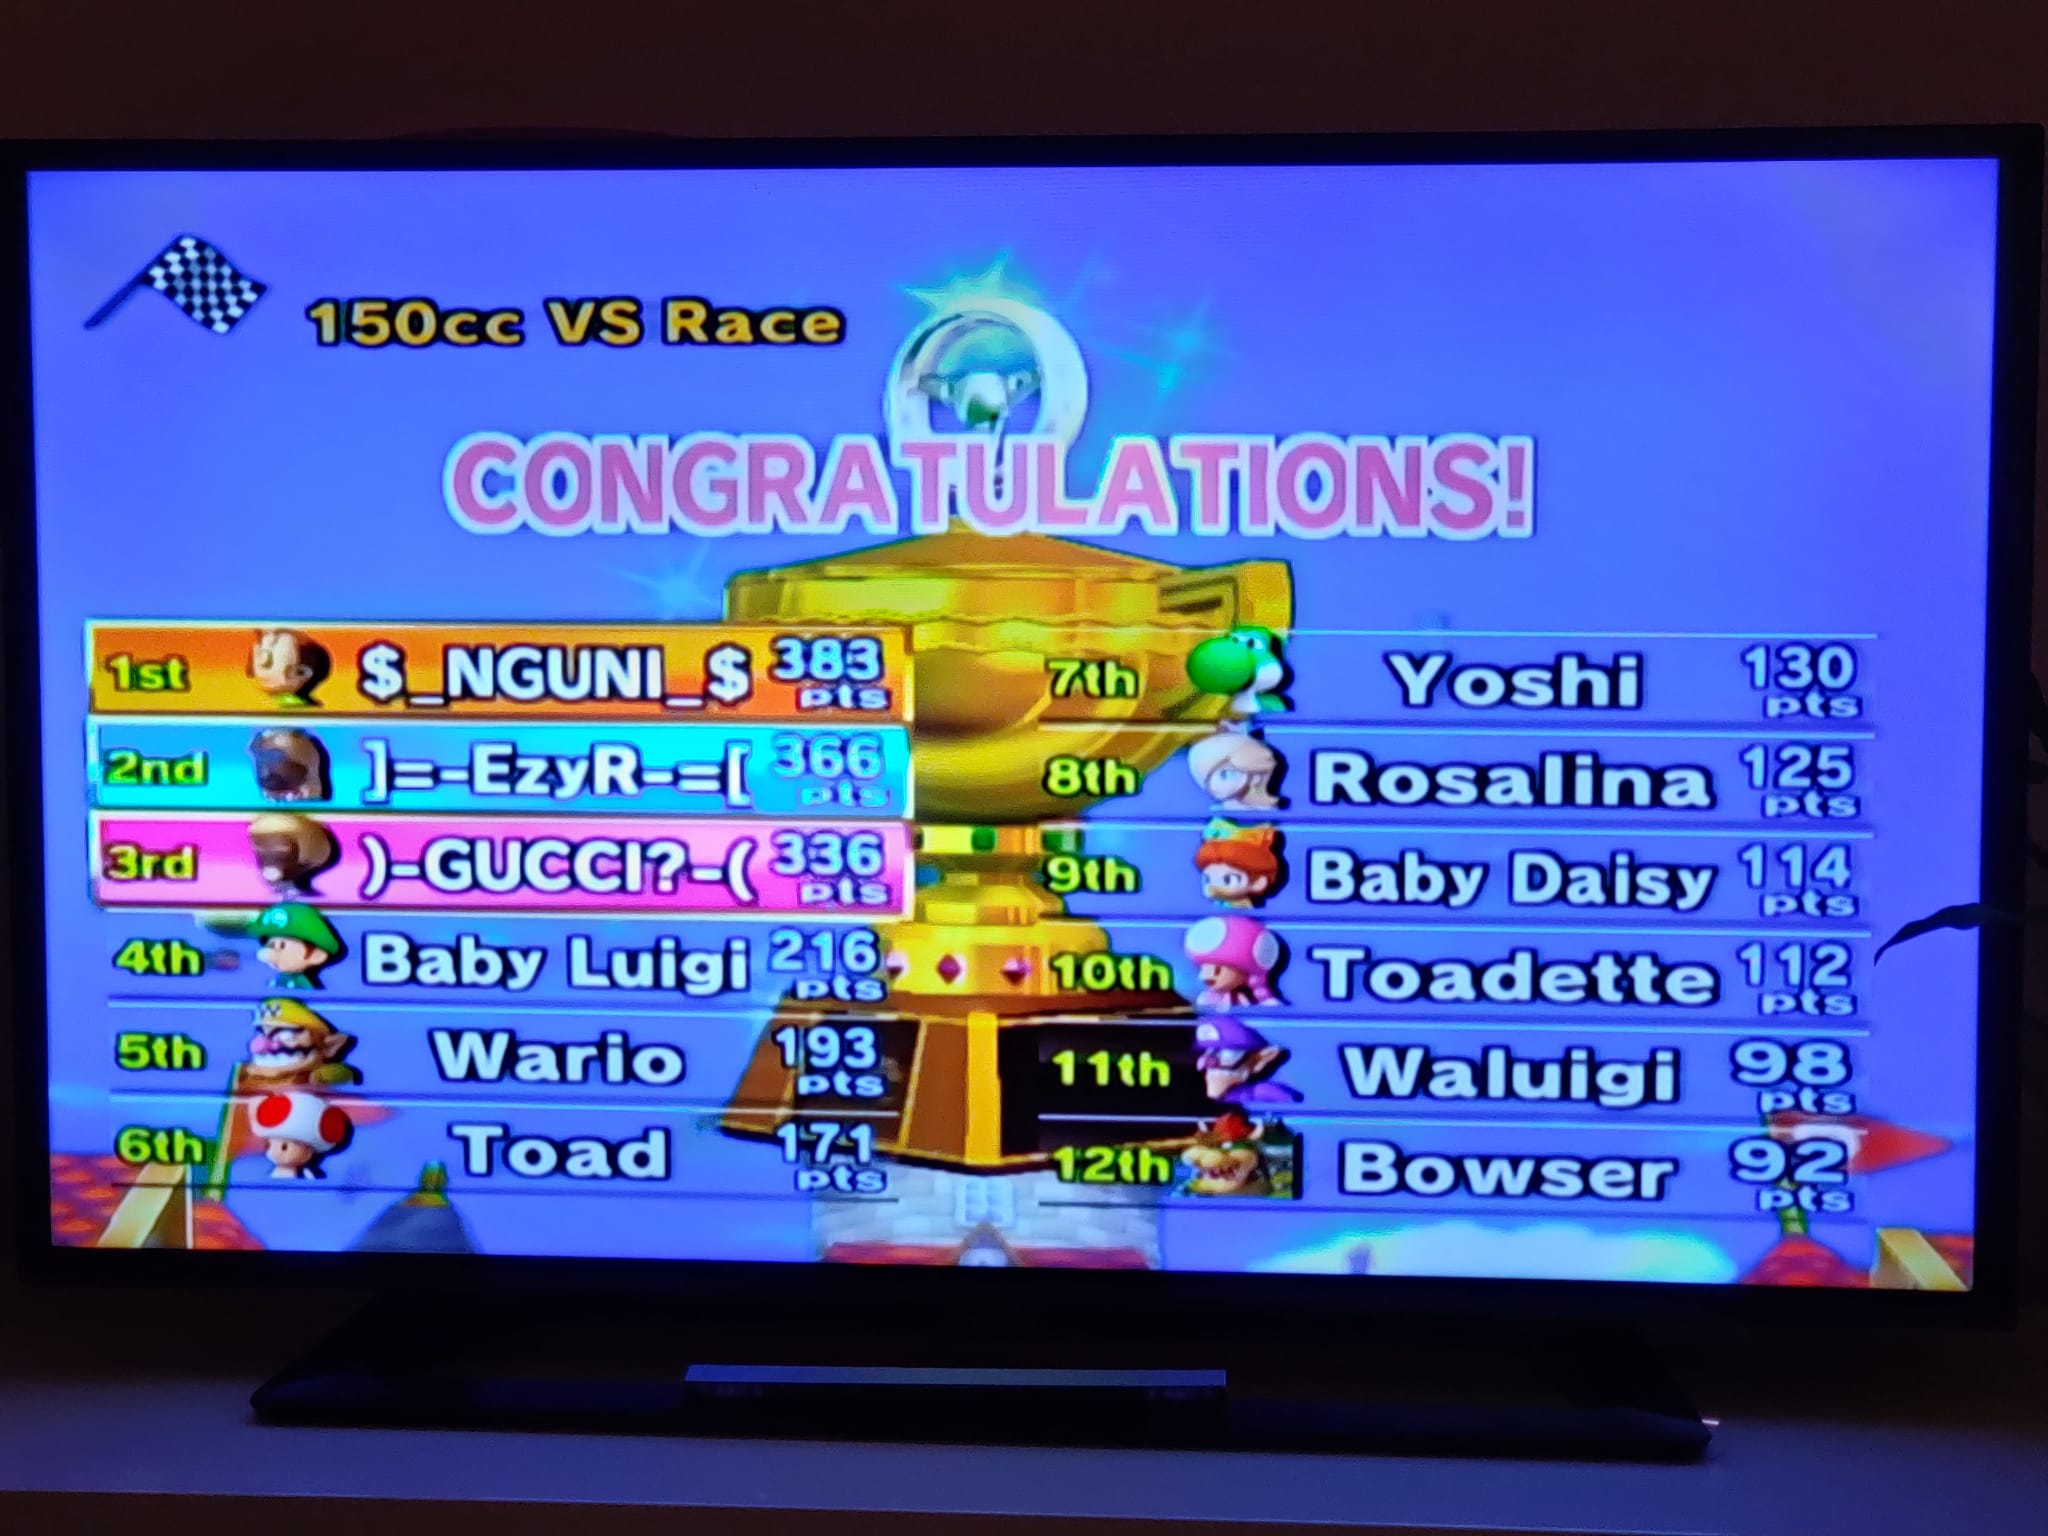 150cc VS Race
CONGRATULATIONS!
1st $_NGUNI_$ 383 pts
2nd ]=-EzyR-=[ 366 pts
3rd )-GUCCI?-( 336 pts
4th Baby Luigi 216 pts
5th Wario 193 pts
6th Toad 171 pts
7th Yoshi 130 pts
8th Rosalina 125 pts
9th Baby Daisy 114 pts
10th Toadette 112 pts
11th Waluigi 98 pts
12th Bowser 92 pts